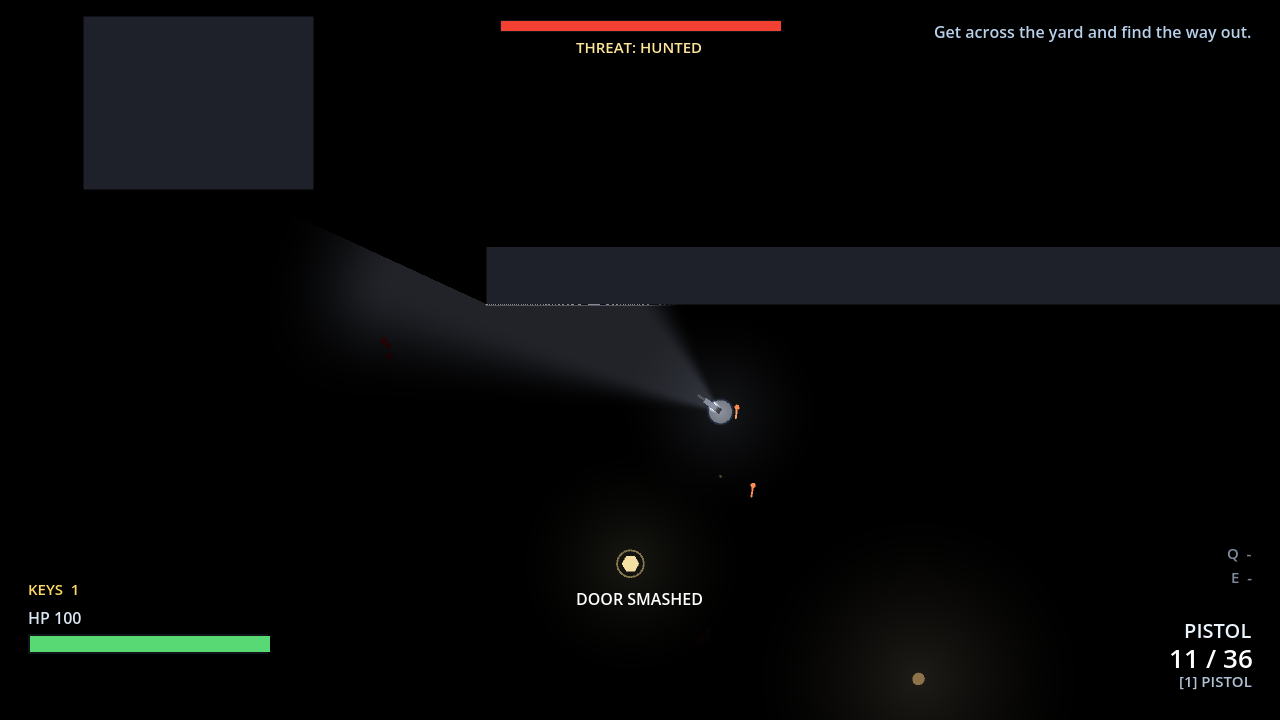 THREAT: HUNTED
Get across the yard and find the way out.
DOOR SMASHED
KEYS 1
HP 100
Q -
E -
PISTOL
11 / 36
[1] PISTOL